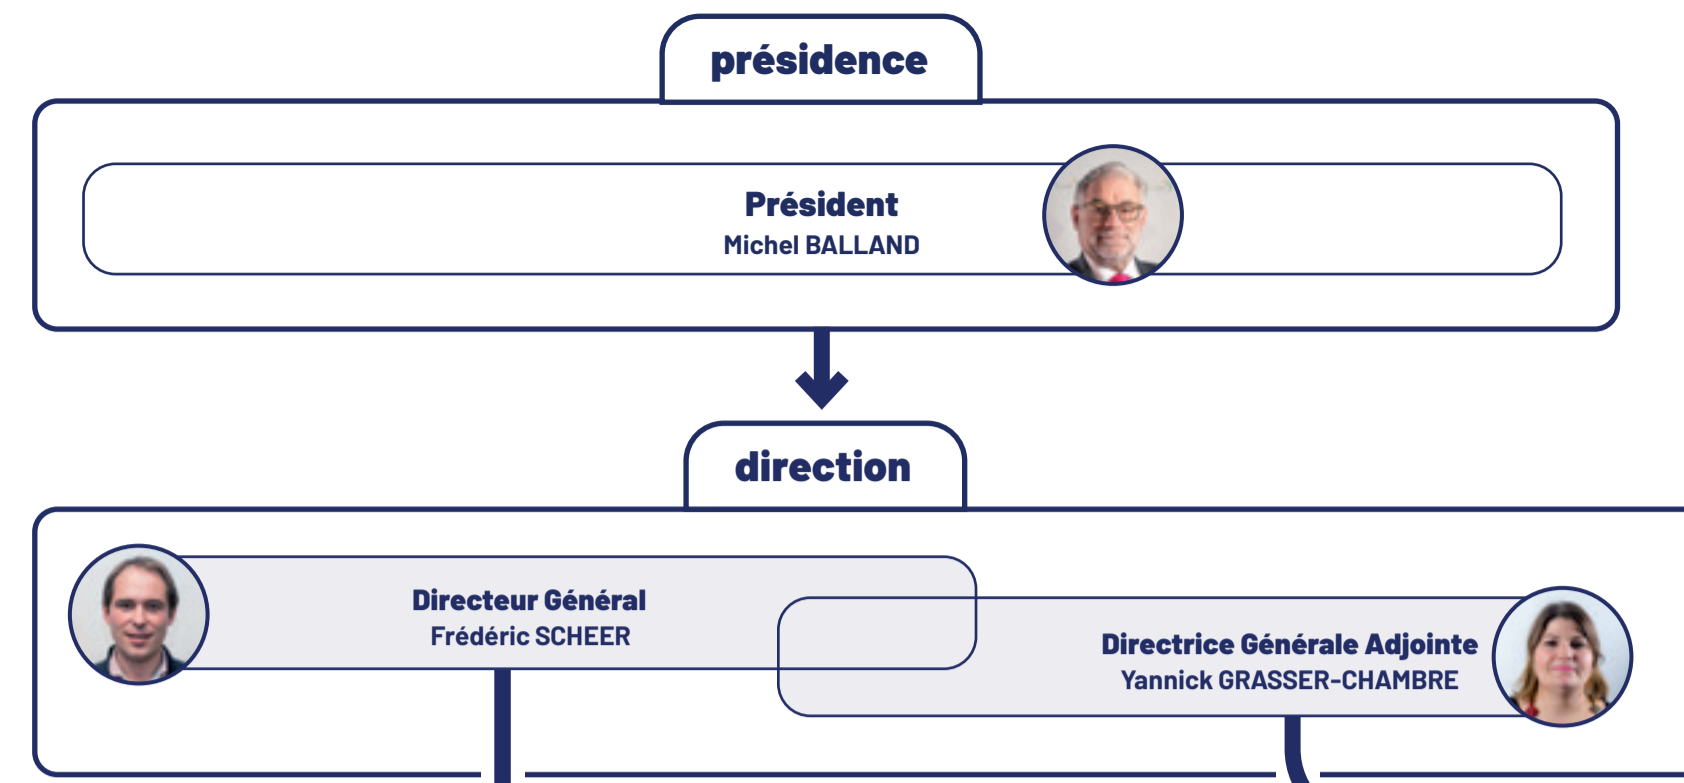 présidence
Président
Michel BALLAND
direction
Directeur Général
Frédéric SCHEER
Directrice Générale Adjointe
Yannick GRASSER-CHAMBRE